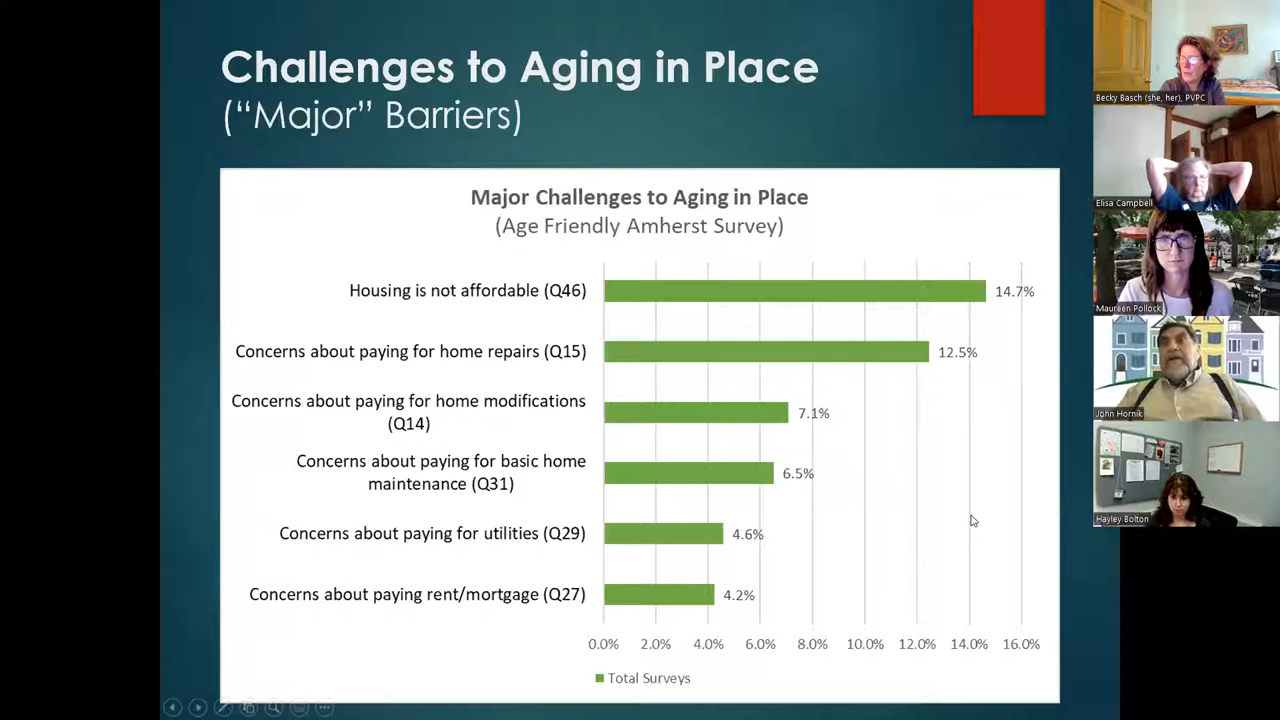 Challenges to Aging in Place
(“Major” Barriers)
Major Challenges to Aging in Place
(Age Friendly Amherst Survey)
Housing is not affordable (Q46)
14.7%
Concerns about paying for home repairs (Q15)
12.5%
Concerns about paying for home modifications
(Q14)
7.1%
Concerns about paying for basic home
maintenance (Q31)
6.5%
Concerns about paying for utilities (Q29)
4.6%
Concerns about paying rent/mortgage (Q27)
4.2%
0.0% 2.0% 4.0% 6.0% 8.0% 10.0% 12.0% 14.0% 16.0%
Total Surveys
Becky Basch (she, her), PVPC
Elisa Campbell
Maureen Pollock
John Hornik
Hayley Bolton